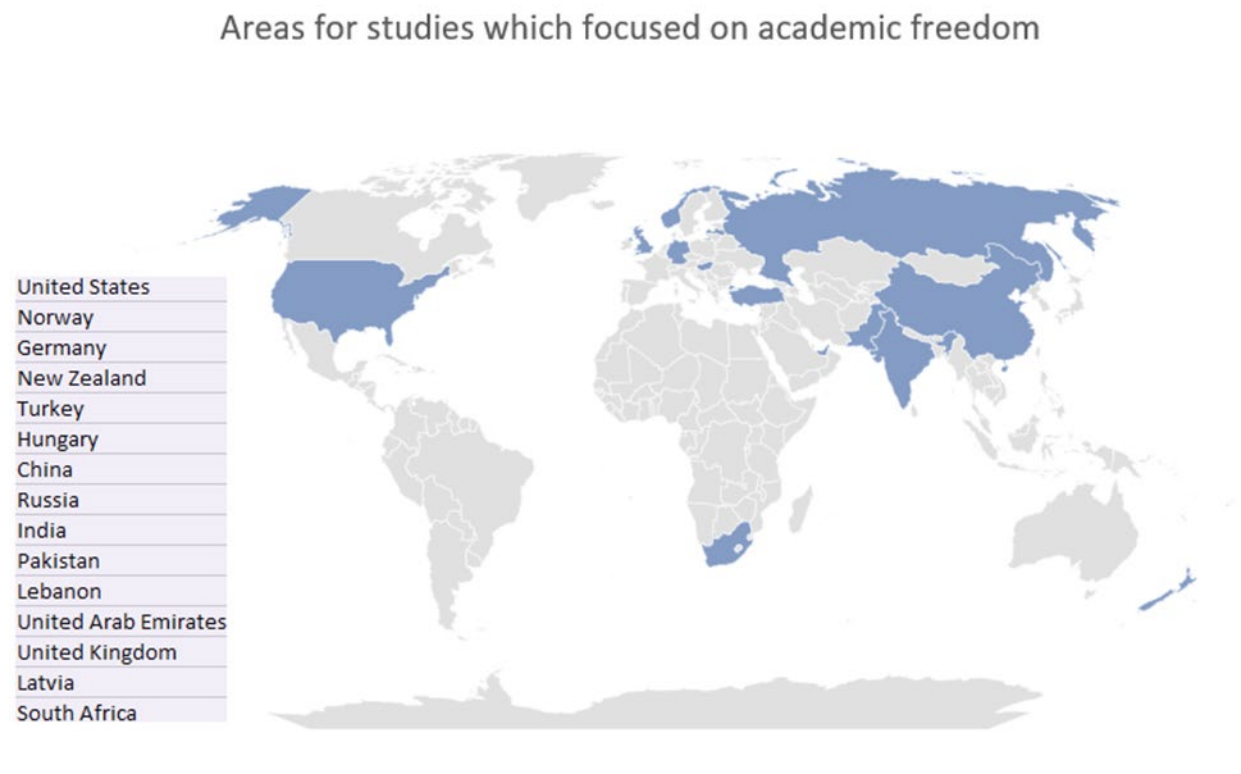 Areas for studies which focused on academic freedom
United States
Norway
Germany
New Zealand
Turkey
Hungary
China
Russia
India
Pakistan
Lebanon
United Arab Emirates
United Kingdom
Latvia
South Africa